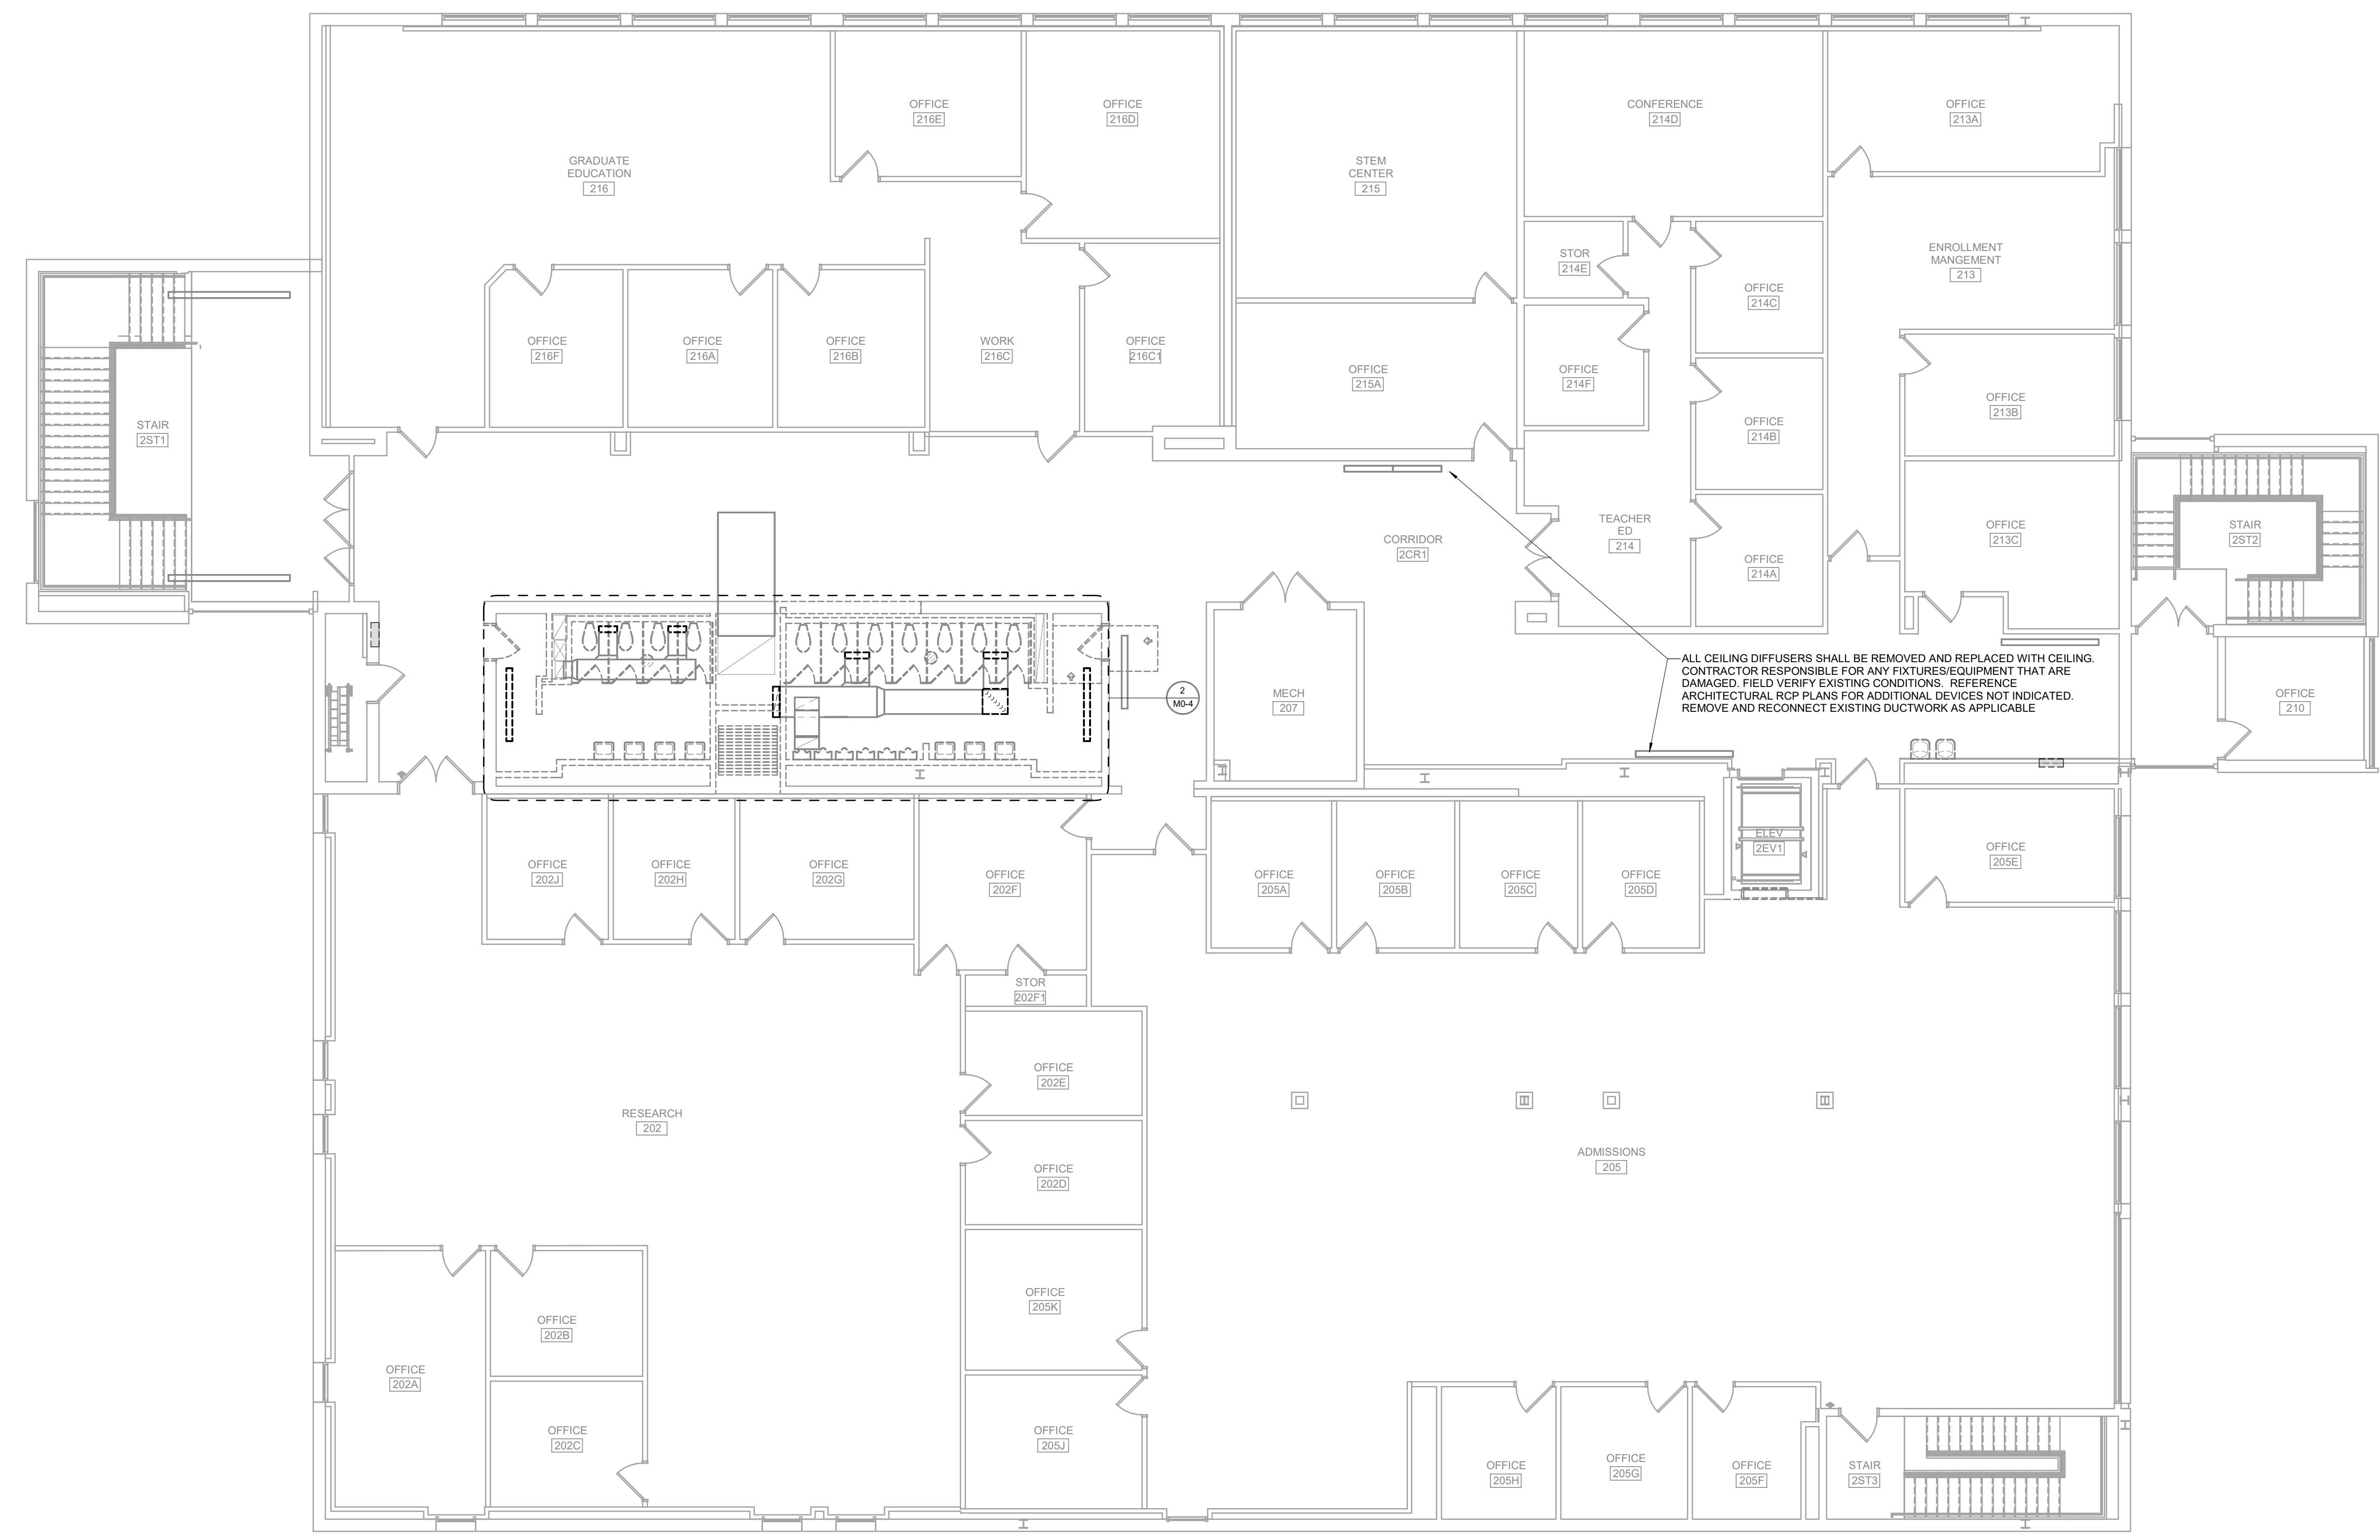 OFFICE
216E
OFFICE
216D
CONFERENCE
214D
OFFICE
213A
GRADUATE
EDUCATION
216
STEM
CENTER
215
STOR
214E
ENROLLMENT
MANGEMENT
213
OFFICE
214C
OFFICE
216F
OFFICE
216A
OFFICE
216B
WORK
216C
OFFICE
216C1
OFFICE
215A
OFFICE
214F
OFFICE
213B
STAIR
2ST1
OFFICE
214B
CORRIDOR
2CR1
TEACHER
ED
214
OFFICE
213C
STAIR
2ST2
OFFICE
214A
2
M0-4
MECH
207
ALL CEILING DIFFUSERS SHALL BE REMOVED AND REPLACED WITH CEILING.
CONTRACTOR RESPONSIBLE FOR ANY FIXTURES/EQUIPMENT THAT ARE
DAMAGED. FIELD VERIFY EXISTING CONDITIONS. REFERENCE
ARCHITECTURAL RCP PLANS FOR ADDITIONAL DEVICES NOT INDICATED.
REMOVE AND RECONNECT EXISTING DUCTWORK AS APPLICABLE
OFFICE
210
OFFICE
202J
OFFICE
202H
OFFICE
202G
OFFICE
202F
OFFICE
205A
OFFICE
205B
OFFICE
205C
OFFICE
205D
ELEV
2EV1
OFFICE
205E
STOR
202F1
OFFICE
202E
RESEARCH
202
OFFICE
202D
ADMISSIONS
205
OFFICE
205K
OFFICE
202B
OFFICE
202A
OFFICE
202C
OFFICE
205J
OFFICE
205H
OFFICE
205G
OFFICE
205F
STAIR
2ST3